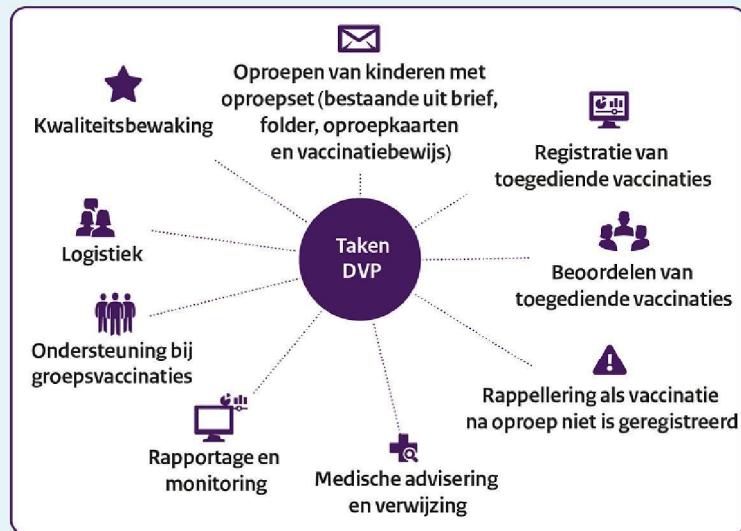 Oproepen van kinderen met
oproepset (bestaande uit brief,
folder, oproepkaarten
en vaccinatiebewijs)
Kwaliteitsbewaking
Registratie van
toegediende vaccinaties
Logistiek
Taken
DVP
Beoordelen van
toegediende vaccinaties
Ondersteuning bij
groepsvaccinaties
Rappellering als vaccinatie
na oproep niet is geregistreerd
Rapportage en
monitoring
Medische advisering
en verwijzing